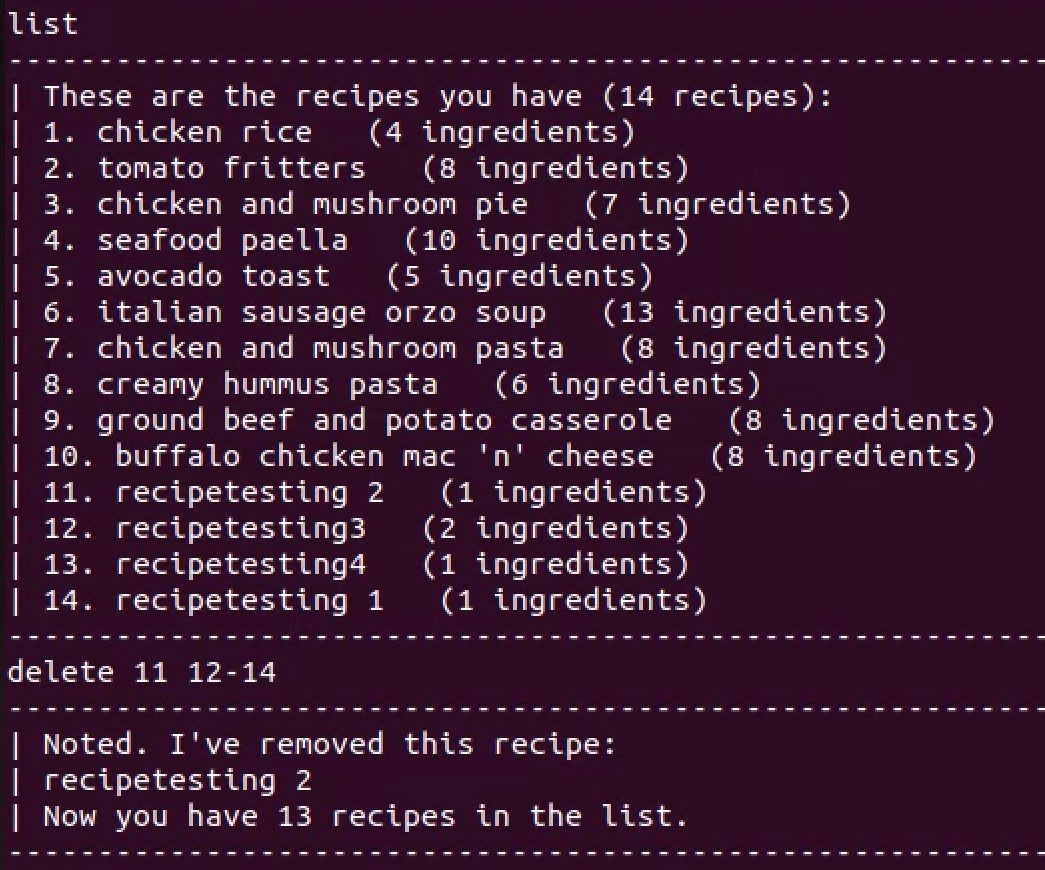 list
------------------------------------------------------------
| These are the recipes you have (14 recipes):
| 1. chicken rice   (4 ingredients)
| 2. tomato fritters   (8 ingredients)
| 3. chicken and mushroom pie   (7 ingredients)
| 4. seafood paella   (10 ingredients)
| 5. avocado toast   (5 ingredients)
| 6. italian sausage orzo soup   (13 ingredients)
| 7. chicken and mushroom pasta   (8 ingredients)
| 8. creamy hummus pasta   (6 ingredients)
| 9. ground beef and potato casserole   (8 ingredients)
| 10. buffalo chicken mac 'n' cheese   (8 ingredients)
| 11. recipetesting 2   (1 ingredients)
| 12. recipetesting3   (2 ingredients)
| 13. recipetesting4   (1 ingredients)
| 14. recipetesting 1   (1 ingredients)
------------------------------------------------------------
delete 11 12-14
------------------------------------------------------------
| Noted. I've removed this recipe:
| recipetesting 2
| Now you have 13 recipes in the list.
------------------------------------------------------------